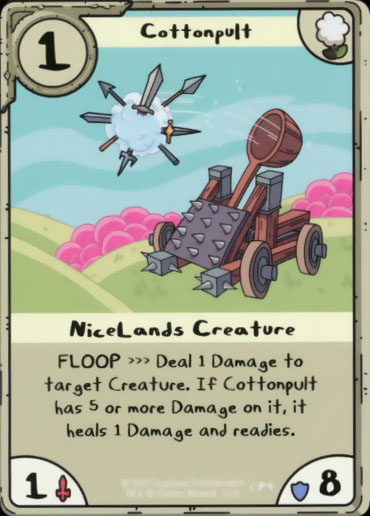 1
Cottonpult
NiceLands Creature
FLOOP >>> Deal 1 Damage to
target Creature. If Cottonpult
has 5 or more Damage on it, it
heals 1 Damage and readies.
1
8